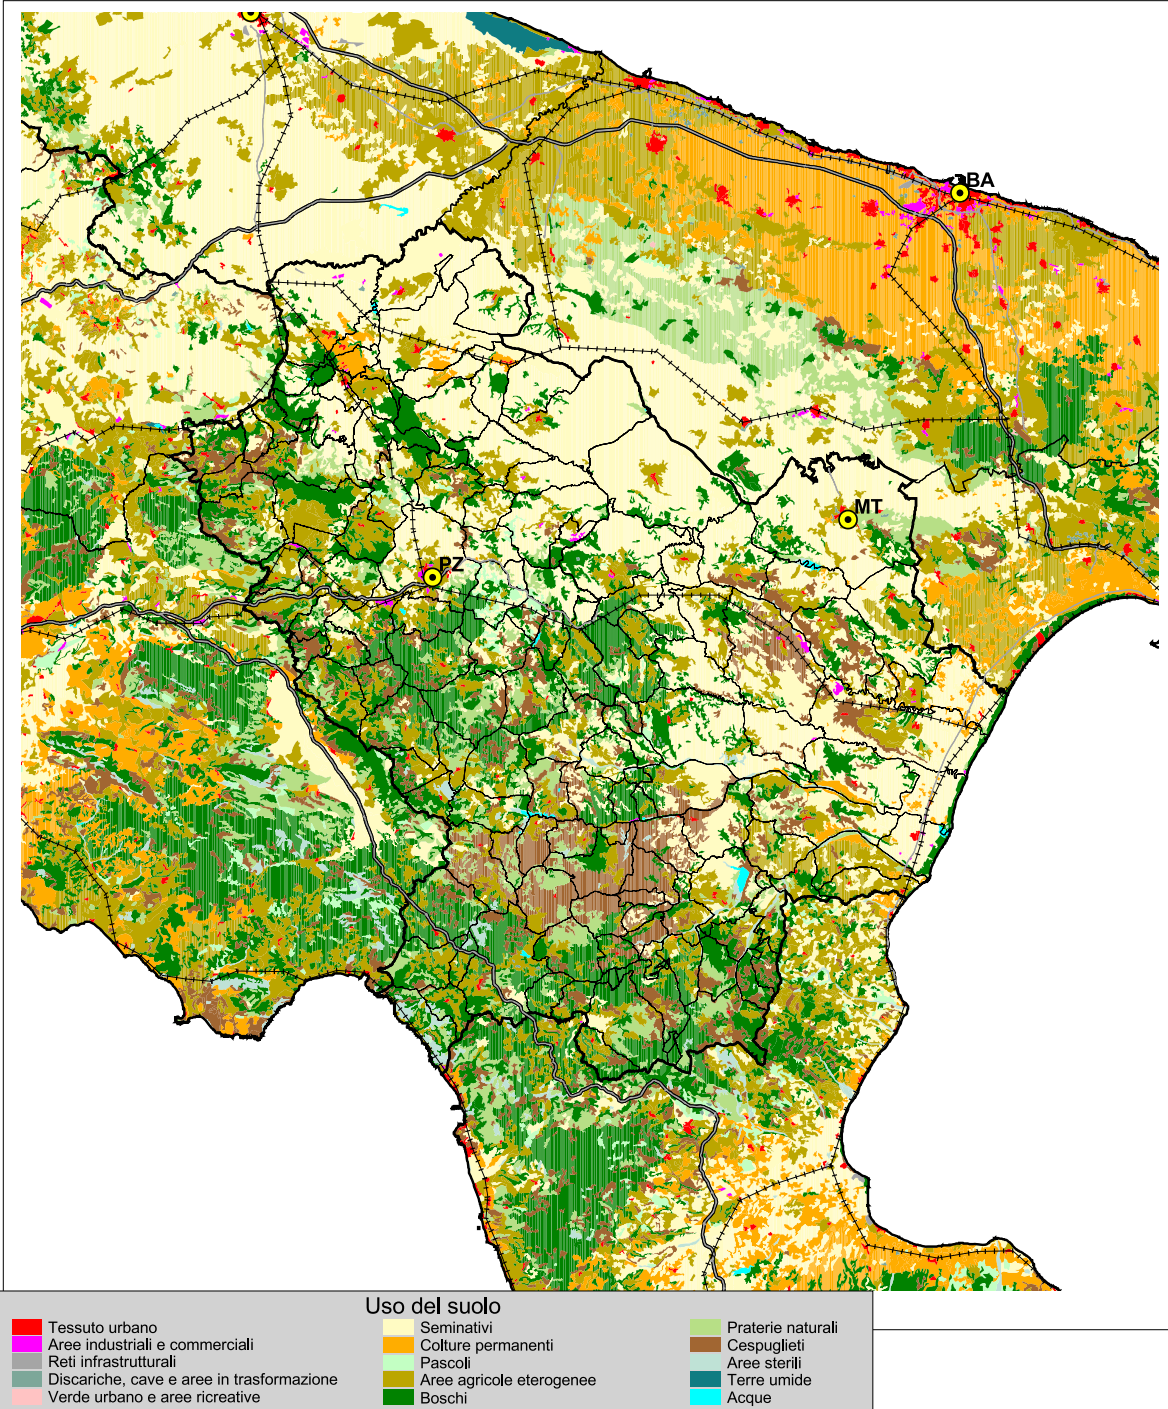 BA
MT
PZ
Uso del suolo
Tessuto urbano
Aree industriali e commerciali
Reti infrastrutturali
Discariche, cave e aree in trasformazione
Verde urbano e aree ricreative
Seminativi
Colture permanenti
Pascoli
Aree agricole eterogenee
Boschi
Praterie naturali
Cespuglieti
Aree sterili
Terre umide
Acque